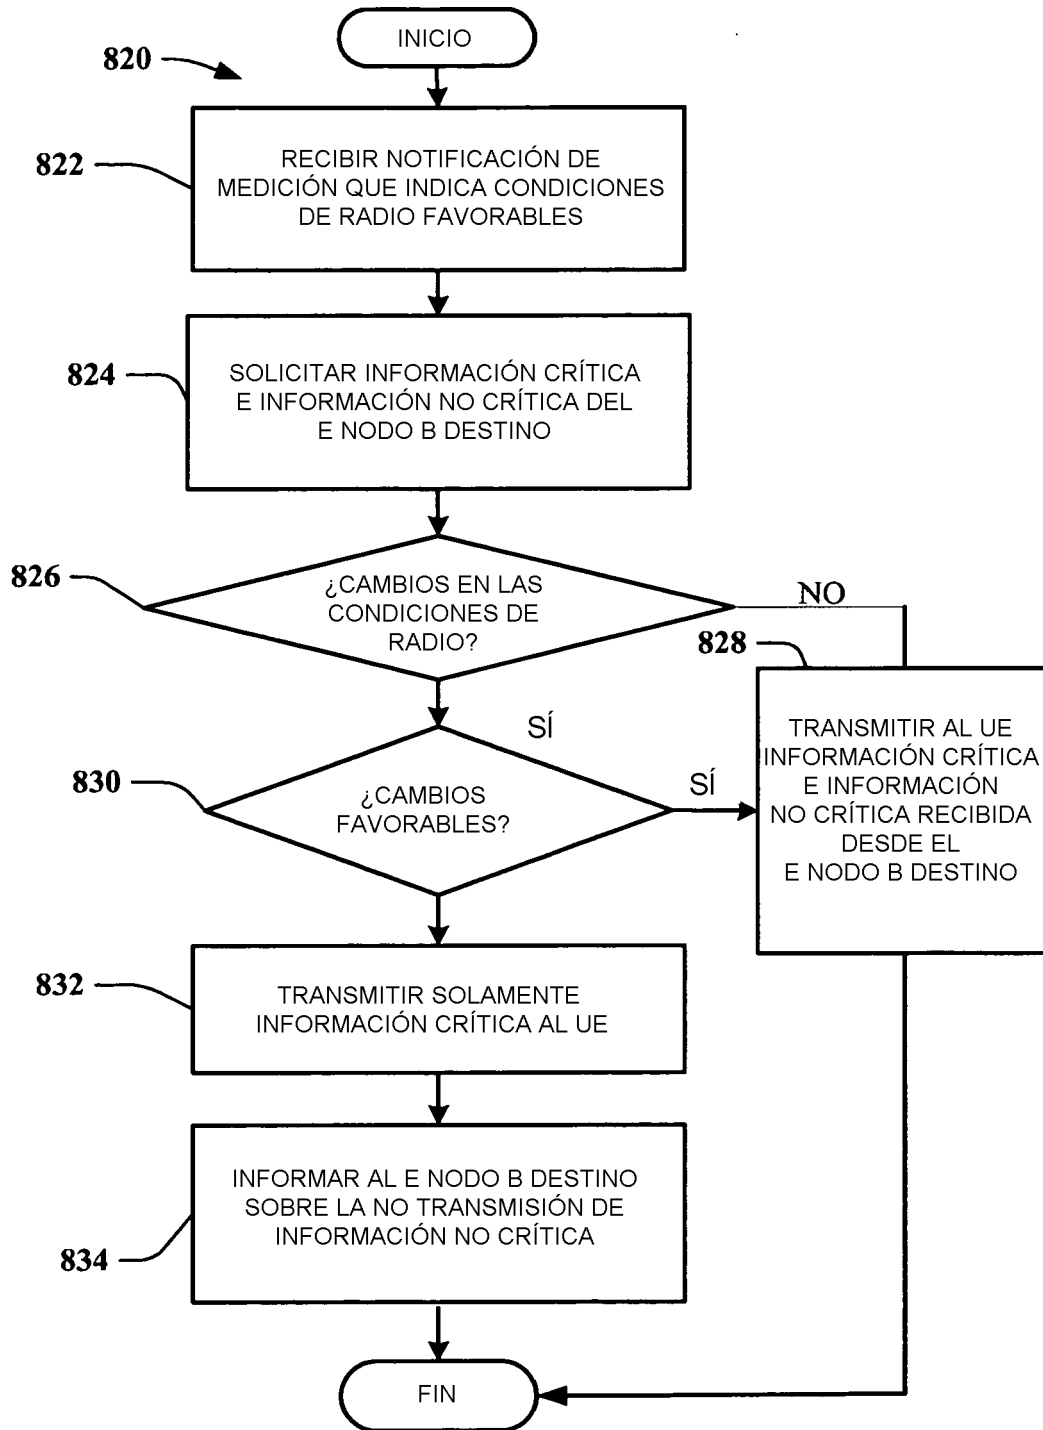 INICIO
820
822
RECIBIR NOTIFICACIÓN DE
MEDICIÓN QUE INDICA CONDICIONES
DE RADIO FAVORABLES
824
SOLICITAR INFORMACIÓN CRÍTICA
E INFORMACIÓN NO CRÍTICA DEL
E NODO B DESTINO
826
¿CAMBIOS EN LAS
CONDICIONES DE
RADIO?
NO
828
TRANSMITIR AL UE
INFORMACIÓN CRÍTICA
E INFORMACIÓN
NO CRÍTICA RECIBIDA
DESDE EL
E NODO B DESTINO
SÍ
830
¿CAMBIOS
FAVORABLES?
SÍ
832
TRANSMITIR SOLAMENTE
INFORMACIÓN CRÍTICA AL UE
834
INFORMAR AL E NODO B DESTINO
SOBRE LA NO TRANSMISIÓN DE
INFORMACIÓN NO CRÍTICA
FIN